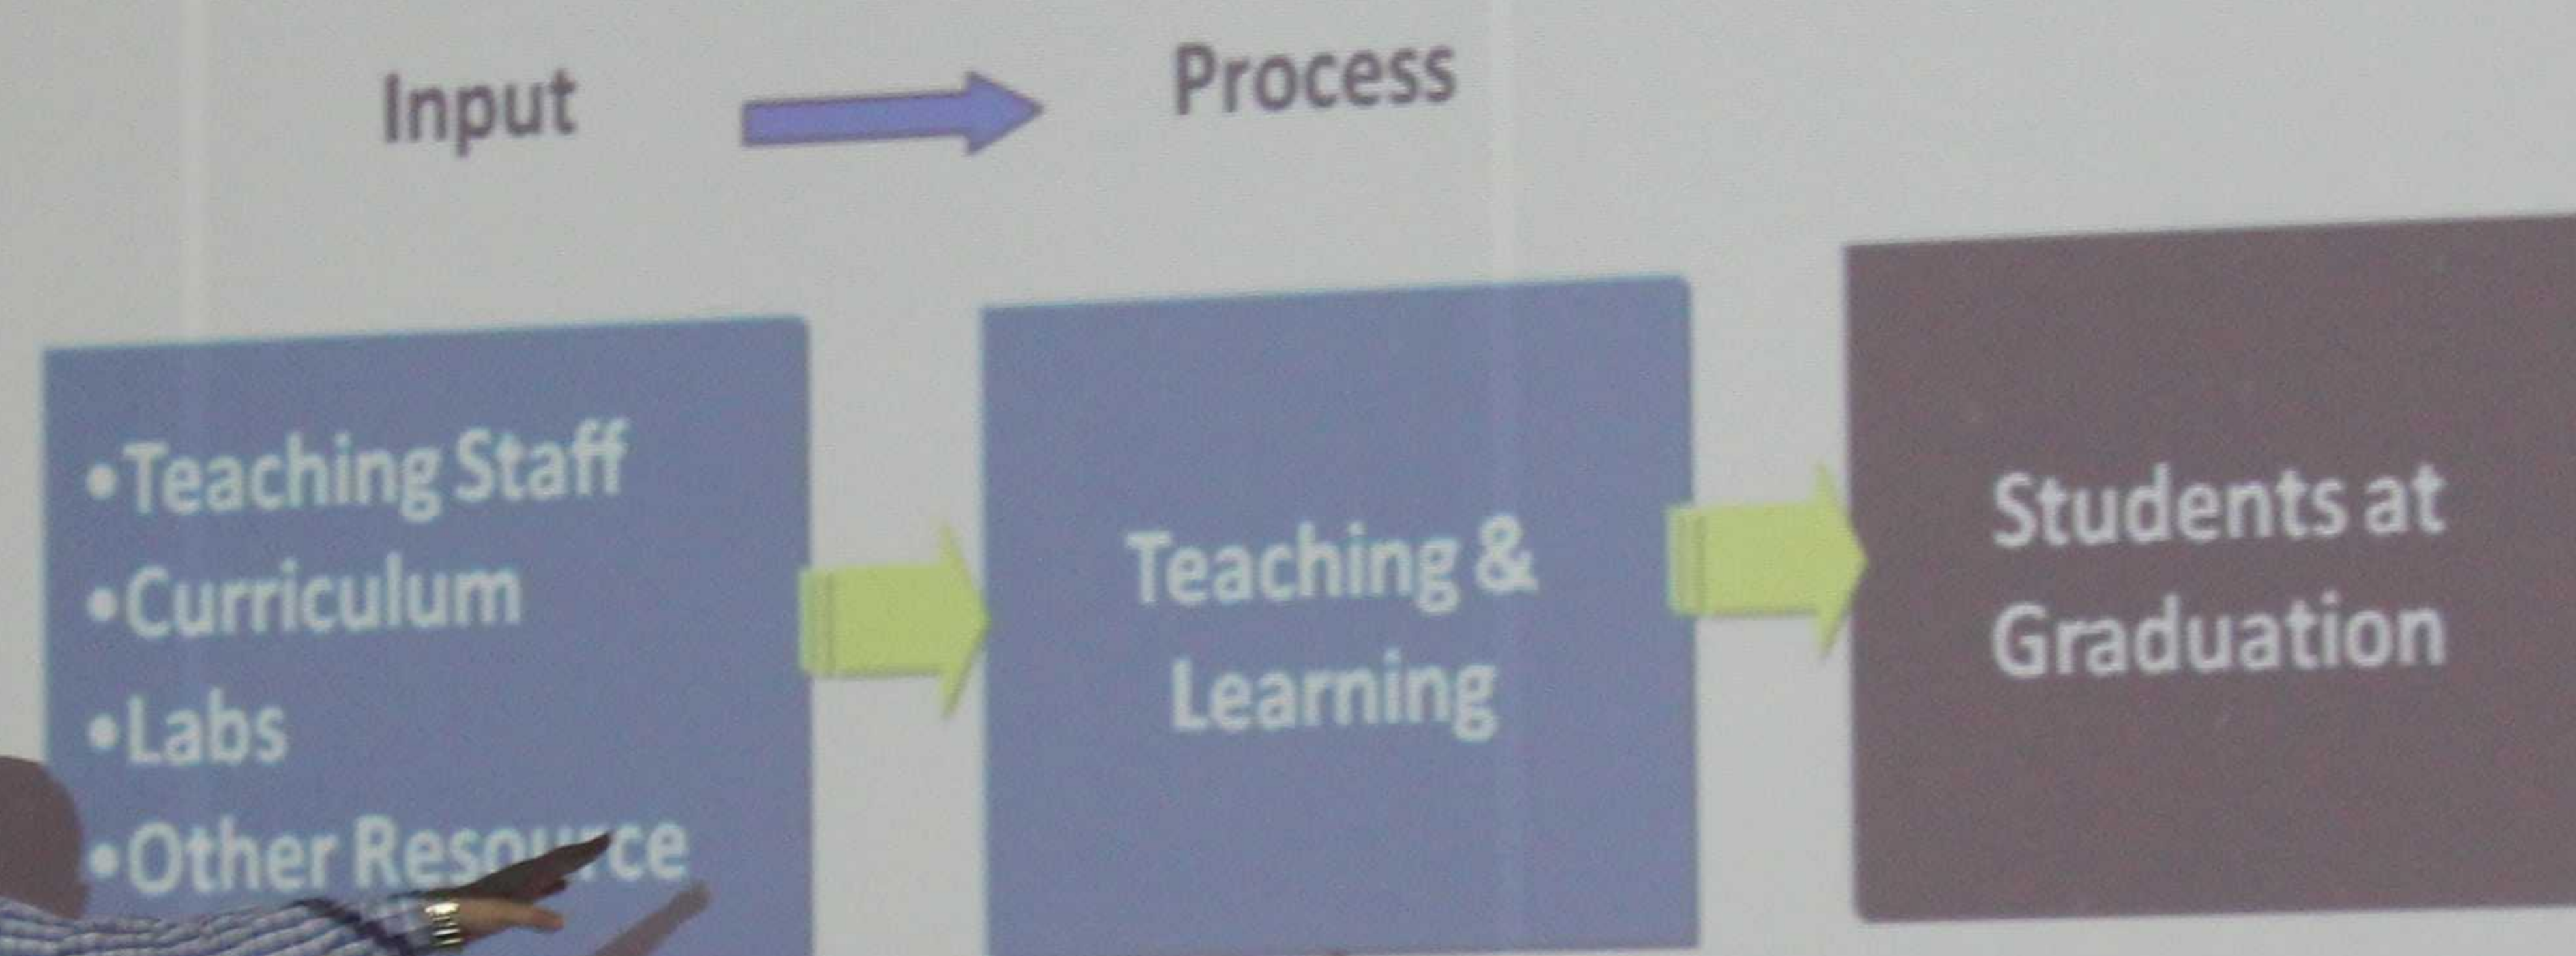 Input
Process
•Teaching Staff
•Curriculum
•Labs
•Other Resource
Teaching &
Learning
Students at
Graduation